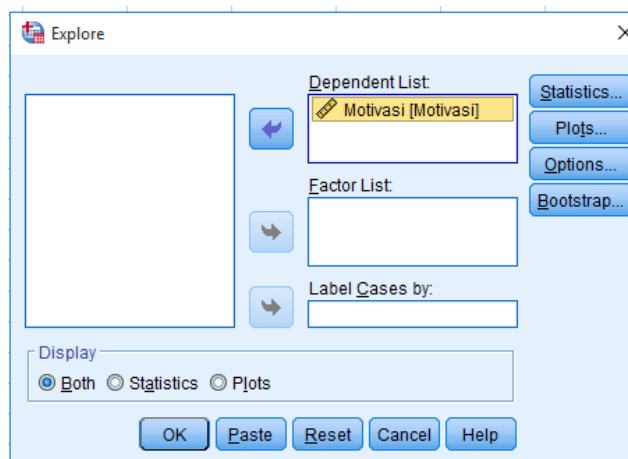 Explore
Dependent List:
Motivasi [Motivasi]
Statistics...
Plots...
Options...
Bootstrap...
Factor List:
Label Cases by:
Display
Both Statistics Plots
OK Paste Reset Cancel Help